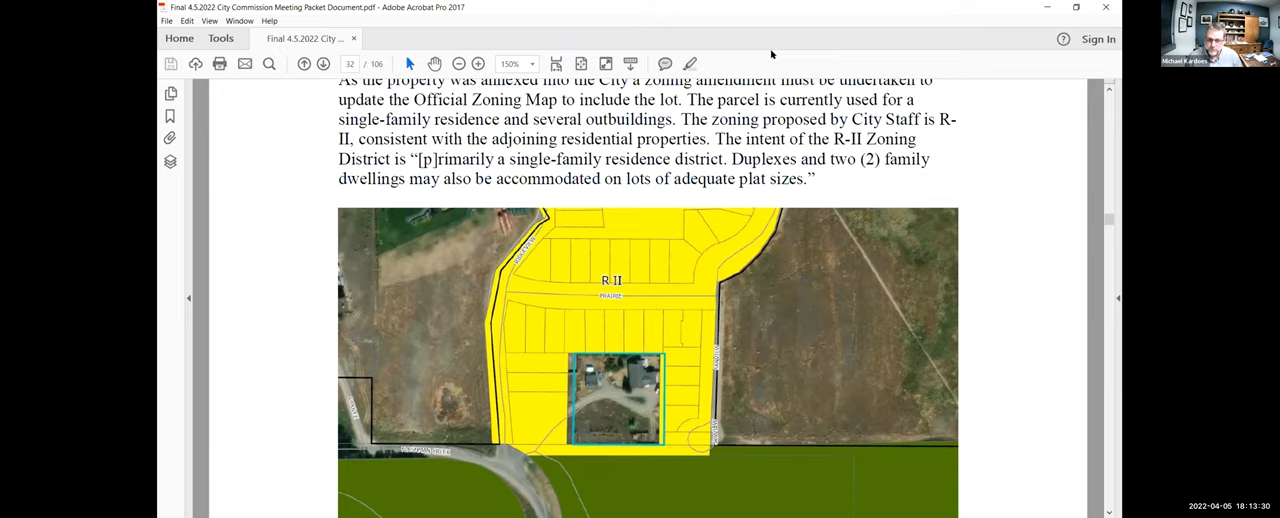 Final 4.5.2022 City Commission Meeting Packet Document.pdf - Adobe Acrobat Pro 2017
File Edit View Window Help
Home Tools Final 4.5.2022 City ... × Sign In
32 / 106 150%
As the property was annexed into the City a zoning amendment must be undertaken to
update the Official Zoning Map to include the lot. The parcel is currently used for a
single-family residence and several outbuildings. The zoning proposed by City Staff is R-
II, consistent with the adjoining residential properties. The intent of the R-II Zoning
District is “[p]rimarily a single-family residence district. Duplexes and two (2) family
dwellings may also be accommodated on lots of adequate plat sizes.”
R II
PRAIRIE
Michael Kardoes
2022-04-05 18:13:30